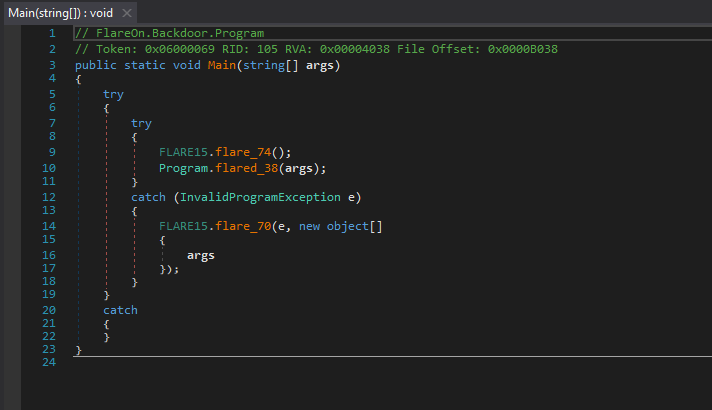 Main(string[]) : void ×
1 // FlareOn.Backdoor.Program
2 // Token: 0x06000069 RID: 105 RVA: 0x00004038 File Offset: 0x0000B038
3 public static void Main(string[] args)
4 {
5 try
6 {
7 try
8 {
9 FLARE15.flare_74();
10 Program.flared_38(args);
11 }
12 catch (InvalidProgramException e)
13 {
14 FLARE15.flare_70(e, new object[]
15 {
16 args
17 });
18 }
19 }
20 catch
21 {
22 }
23 }
24